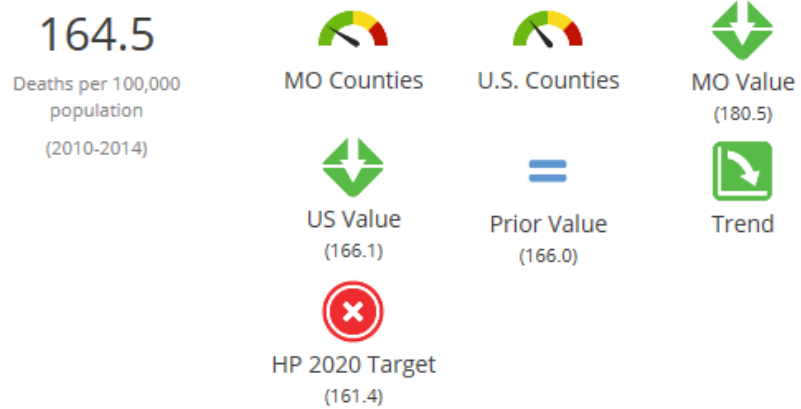 164.5
Deaths per 100,000
population
(2010-2014)
MO Counties
U.S. Counties
MO Value
(180.5)
US Value
(166.1)
Prior Value
(166.0)
Trend
HP 2020 Target
(161.4)